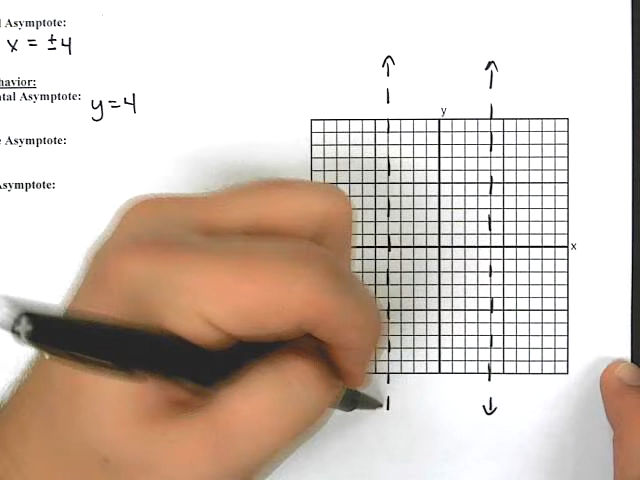 Asymptote:
x = ±4
havior:
ntal Asymptote: y=4
Asymptote:
Asymptote:
y
x